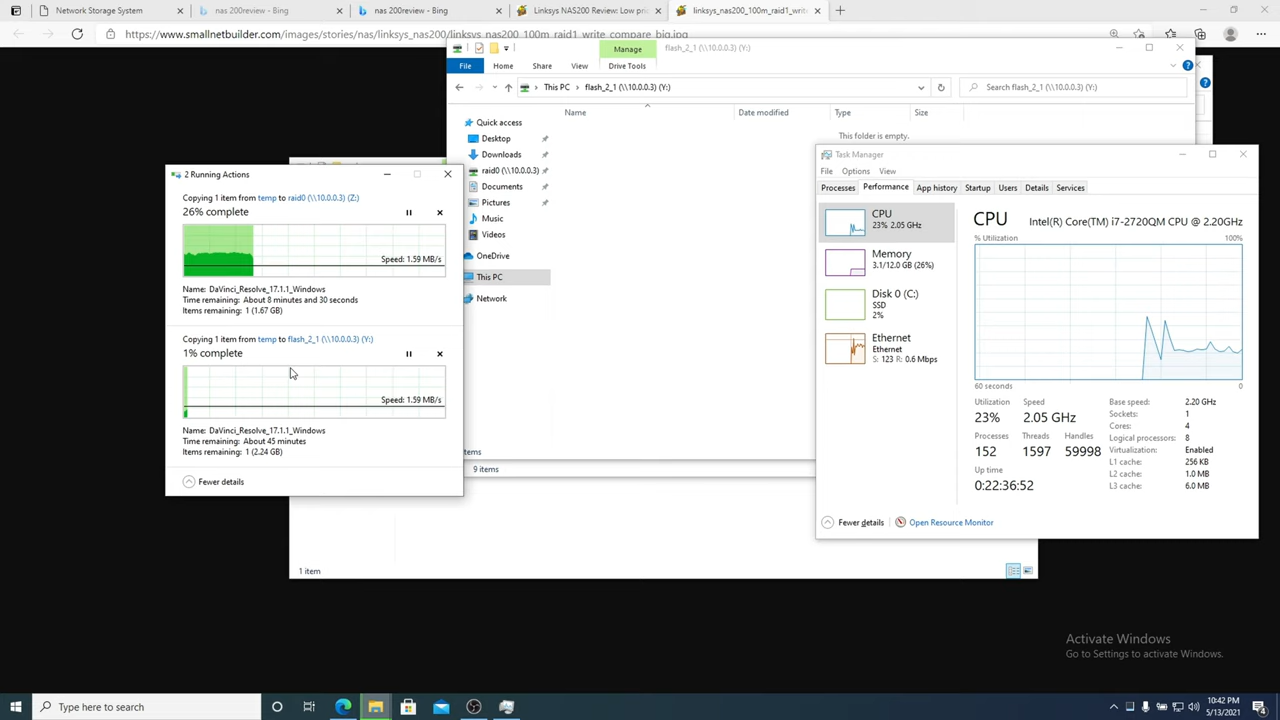 Network Storage System
nas 200review - Bing
nas 200review - Bing
Linksys NAS200 Review: Low pri
linksys_nas200_100m_raid1_writ
https://www.smallnetbuilder.com/images/stories/nas/linksys_nas200_100m_raid1_write_compare_big.jpg
Manage
flash_2_1 (\\10.0.0.3) (Y:)
File
Home
Share
View
Drive Tools
This PC
flash_2_1 (\\10.0.0.3) (Y:)
Search flash_2_1 (\\10.0.0.3) (Y:)
Name
Date modified
Type
Size
This folder is empty.
Quick access
Desktop
Downloads
raid0 (\\10.0.0.3)
Documents
Pictures
Music
Videos
OneDrive
This PC
Network
9 items
1 item
2 Running Actions
Copying 1 item from temp to raid0 (\\10.0.0.3) (Z:)
26% complete
Speed: 1.59 MB/s
Name: DaVinci_Resolve_17.1.1_Windows
Time remaining: About 8 minutes and 30 seconds
Items remaining: 1 (1.67 GB)
Copying 1 item from temp to flash_2_1 (\\10.0.0.3) (Y:)
1% complete
Speed: 1.59 MB/s
Name: DaVinci_Resolve_17.1.1_Windows
Time remaining: About 45 minutes
Items remaining: 1 (2.24 GB)
Fewer details
Task Manager
File Options View
Processes Performance App history Startup Users Details Services
CPU
23% 2.05 GHz
Memory
3.1/12.0 GB (26%)
Disk 0 (C:)
SSD
2%
Ethernet
Ethernet
S: 123 R: 0.6 Mbps
CPU
Intel(R) Core(TM) i7-2720QM CPU @ 2.20GHz
% Utilization
100%
60 seconds
0
Utilization
23%
Speed
2.05 GHz
Processes
152
Threads
1597
Handles
59998
Up time
0:22:36:52
Base speed: 2.20 GHz
Sockets: 1
Cores: 4
Logical processors: 8
Virtualization: Enabled
L1 cache: 256 KB
L2 cache: 1.0 MB
L3 cache: 6.0 MB
Fewer details
Open Resource Monitor
Activate Windows
Go to Settings to activate Windows.
Type here to search
10:42 PM
5/13/2021
4